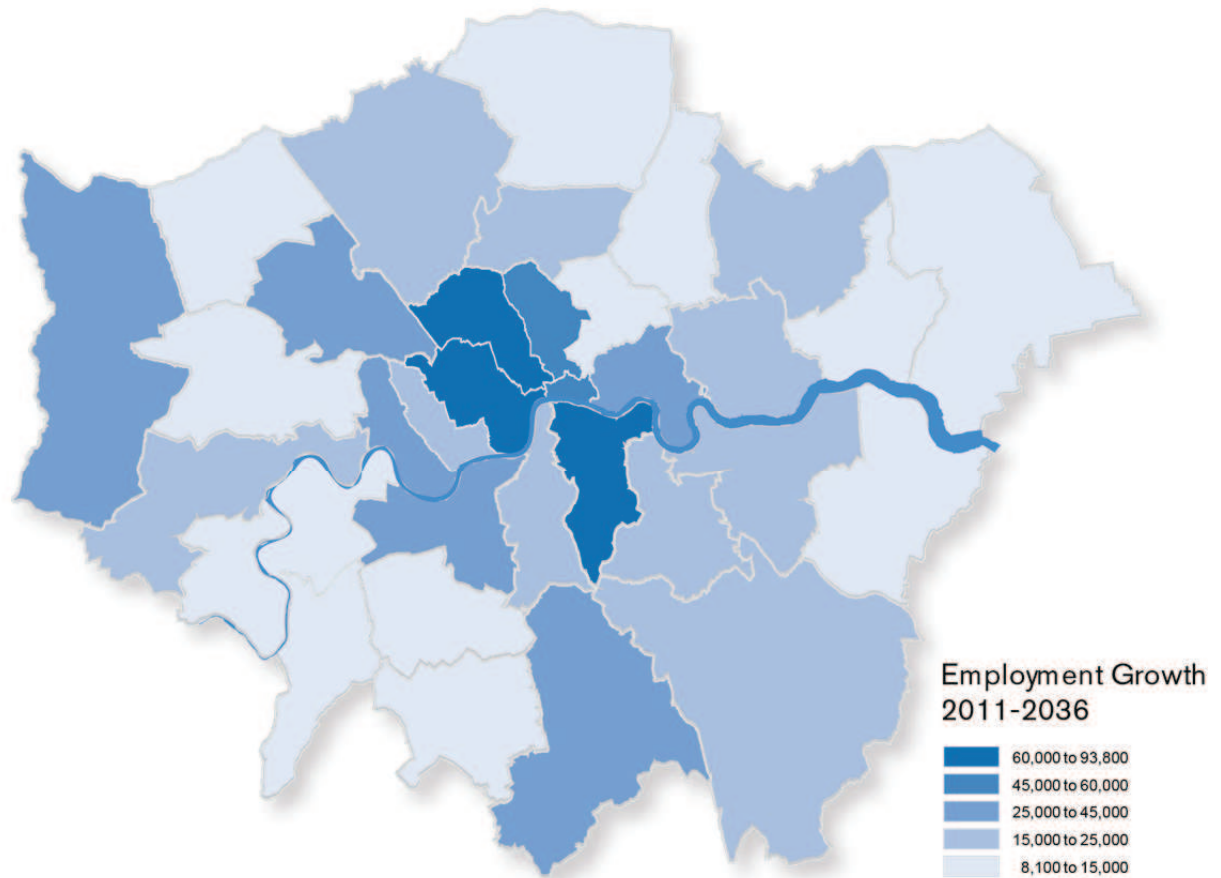 Employment Growth
2011-2036
60,000 to 93,800
45,000 to 60,000
25,000 to 45,000
15,000 to 25,000
8,100 to 15,000